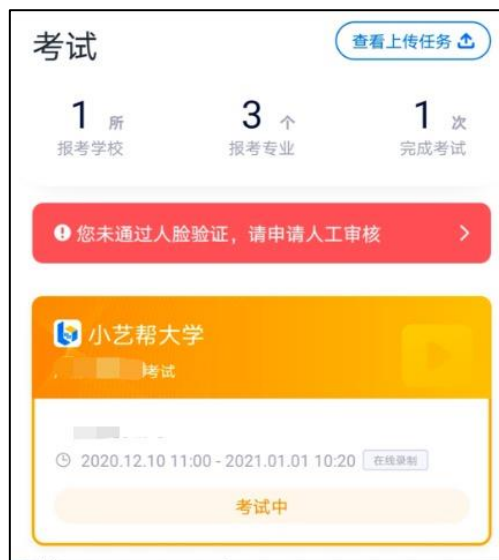 考试
查看上传任务
1 所
3 个
1 次
报考学校
报考专业
完成考试
您未通过人脸验证，请申请人工审核
小艺帮大学
考试
2020.12.10 11:00 - 2021.01.01 10:20 在线录制
考试中